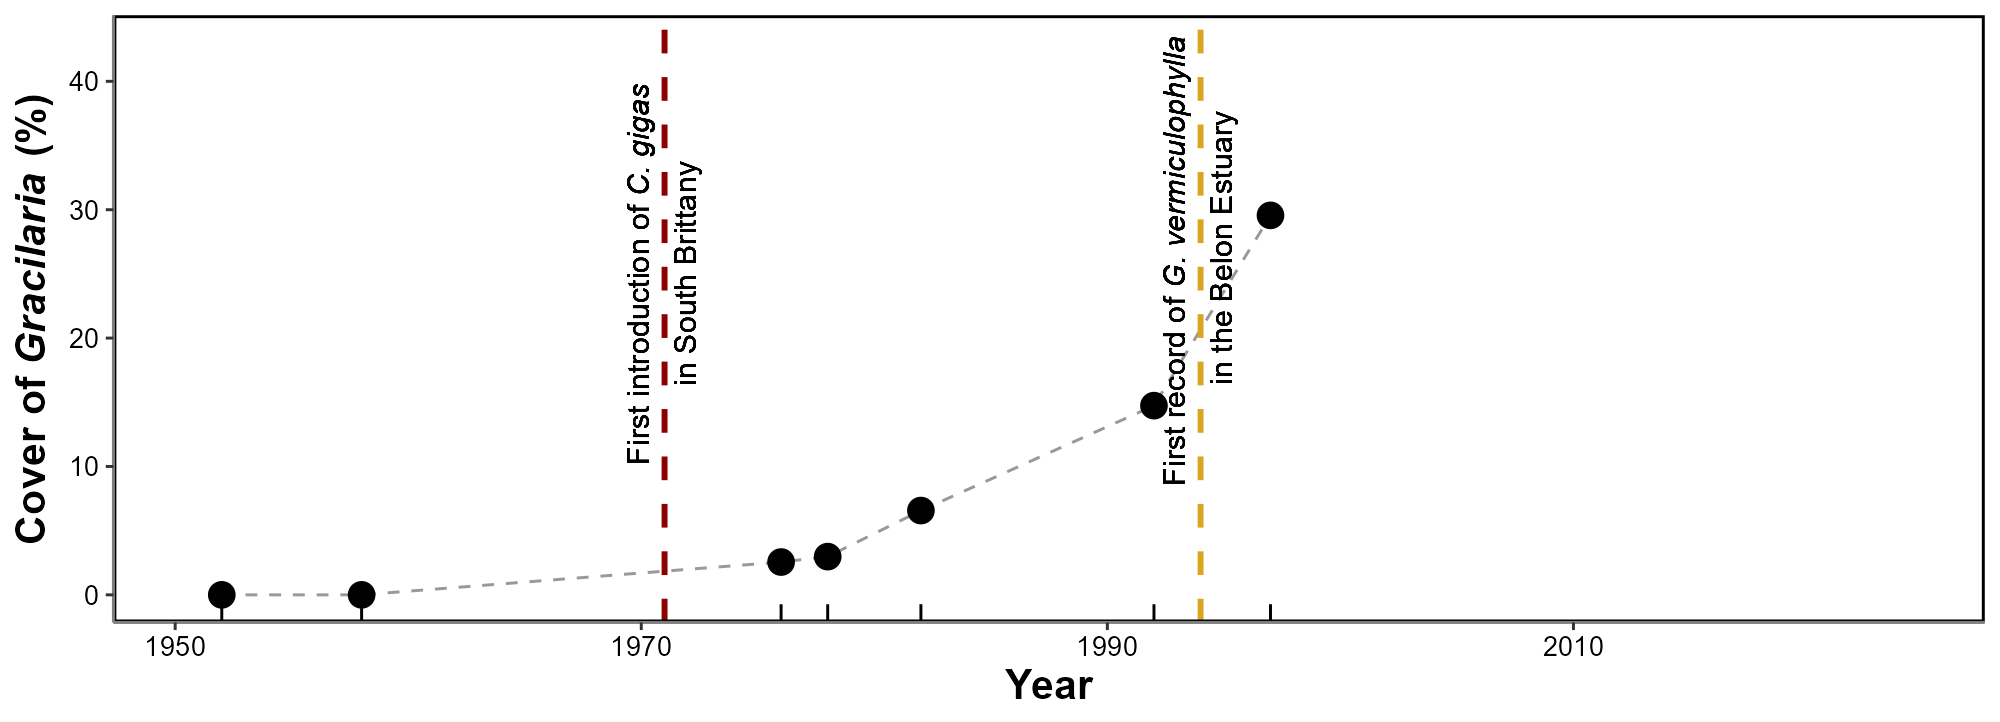 Cover of Gracilaria (%)
40
30
20
10
0
First introduction of C. gigas
in South Brittany
First record of G. vermiculophylla
in the Belon Estuary
1950
1970
1990
2010
Year